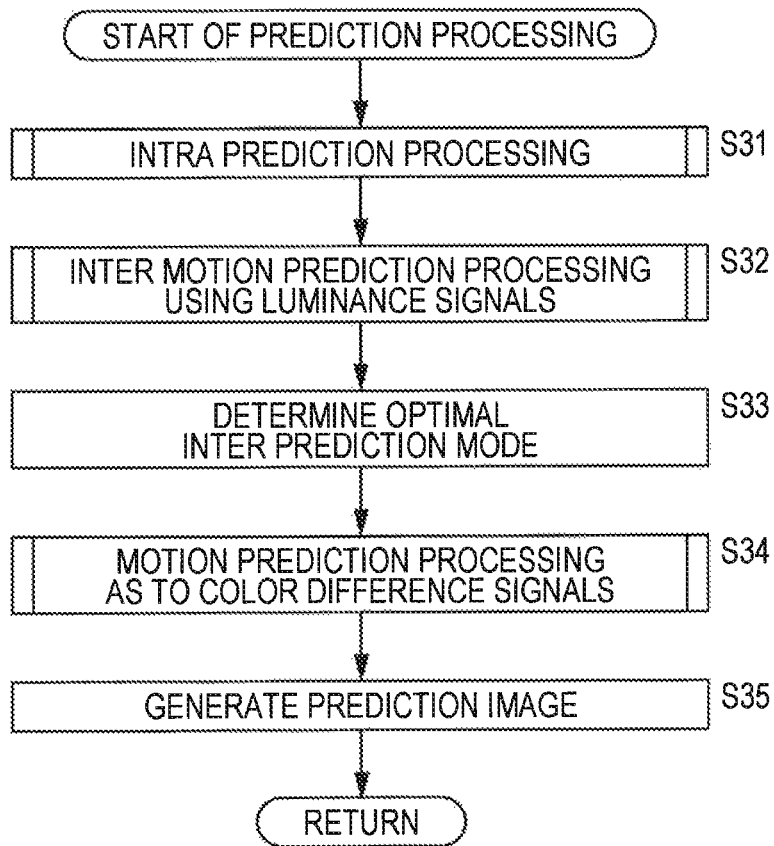 START OF PREDICTION PROCESSING
INTRA PREDICTION PROCESSING
S31
INTER MOTION PREDICTION PROCESSING
USING LUMINANCE SIGNALS
S32
DETERMINE OPTIMAL
INTER PREDICTION MODE
S33
MOTION PREDICTION PROCESSING
AS TO COLOR DIFFERENCE SIGNALS
S34
GENERATE PREDICTION IMAGE
S35
RETURN